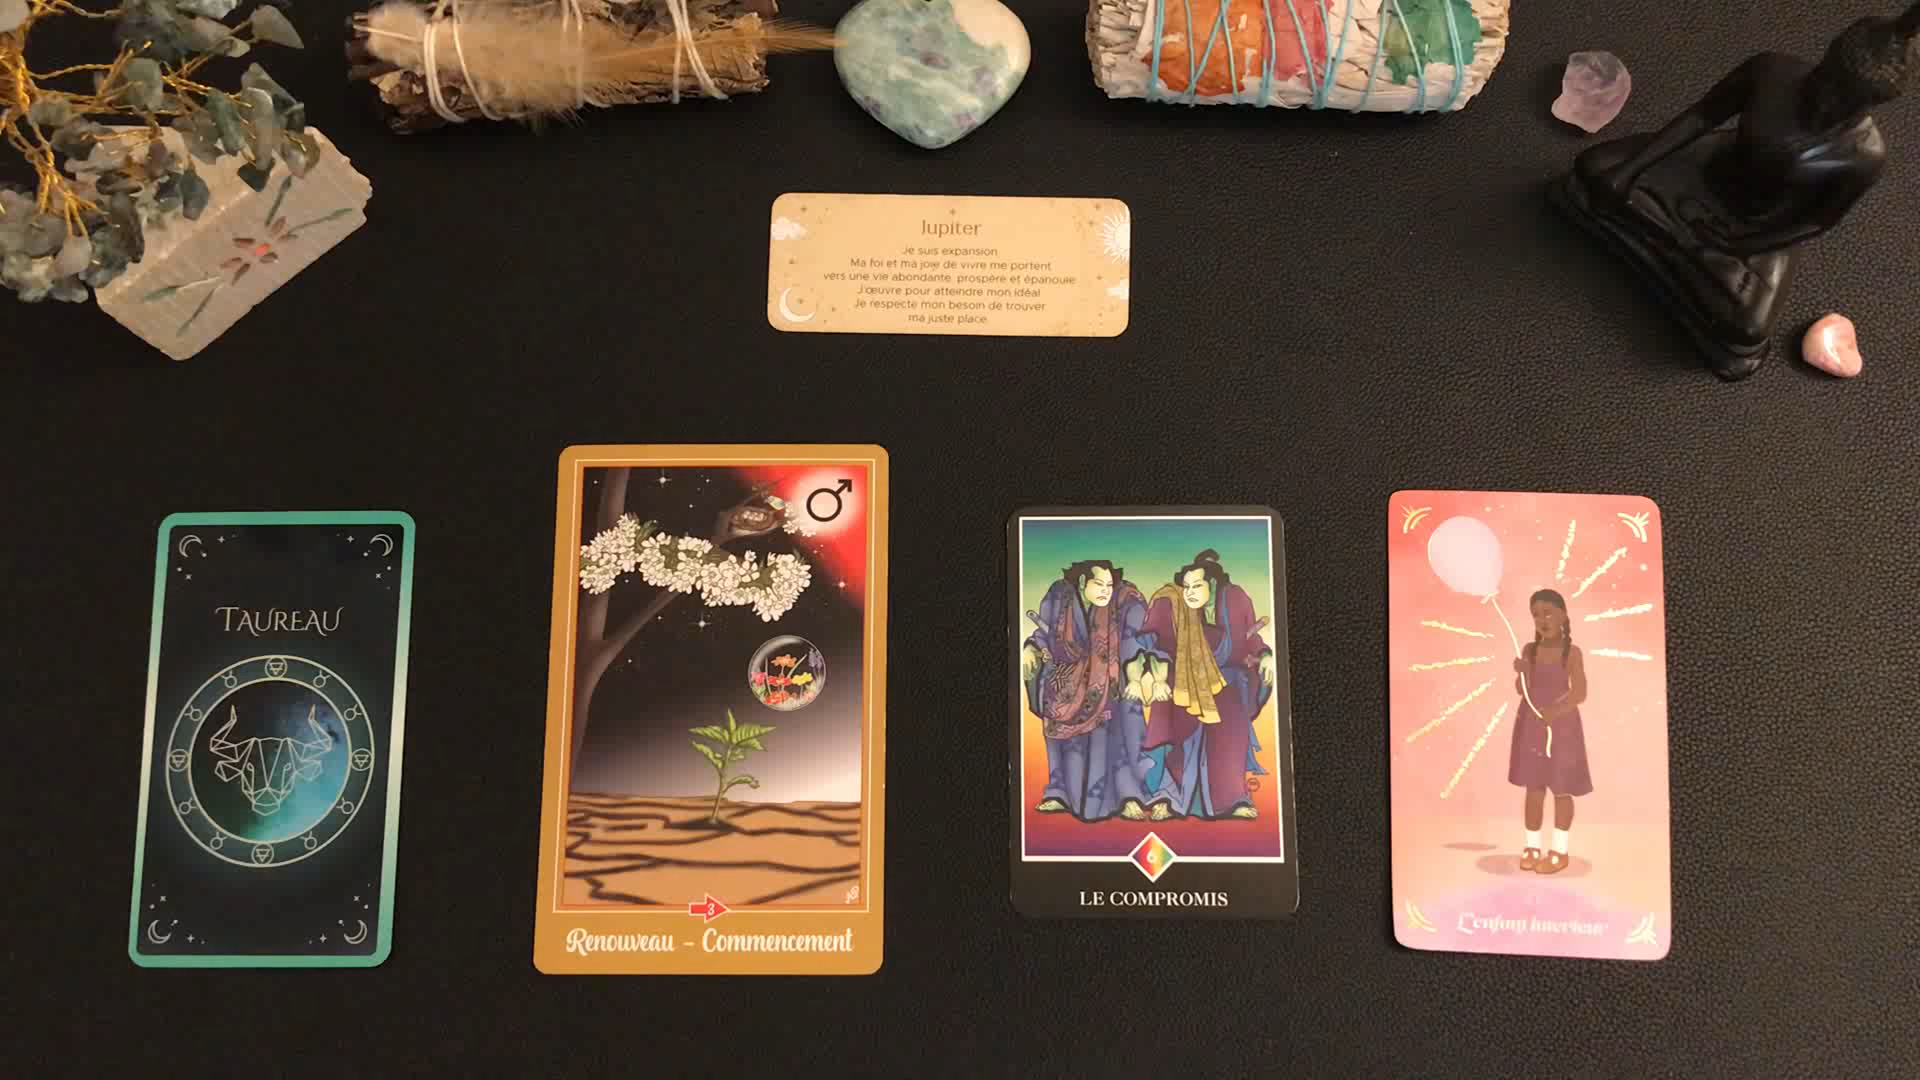 Jupiter
Je suis expansion
Ma foi et ma joie de vivre me portent
vers une vie abondante, prospère et épanouie
J'œuvre pour atteindre mon idéal
Je respecte mon besoin de trouver
ma juste place.
TAUREAU
3
Renouveau - Commencement
6
LE COMPROMIS
L'enfant intérieur